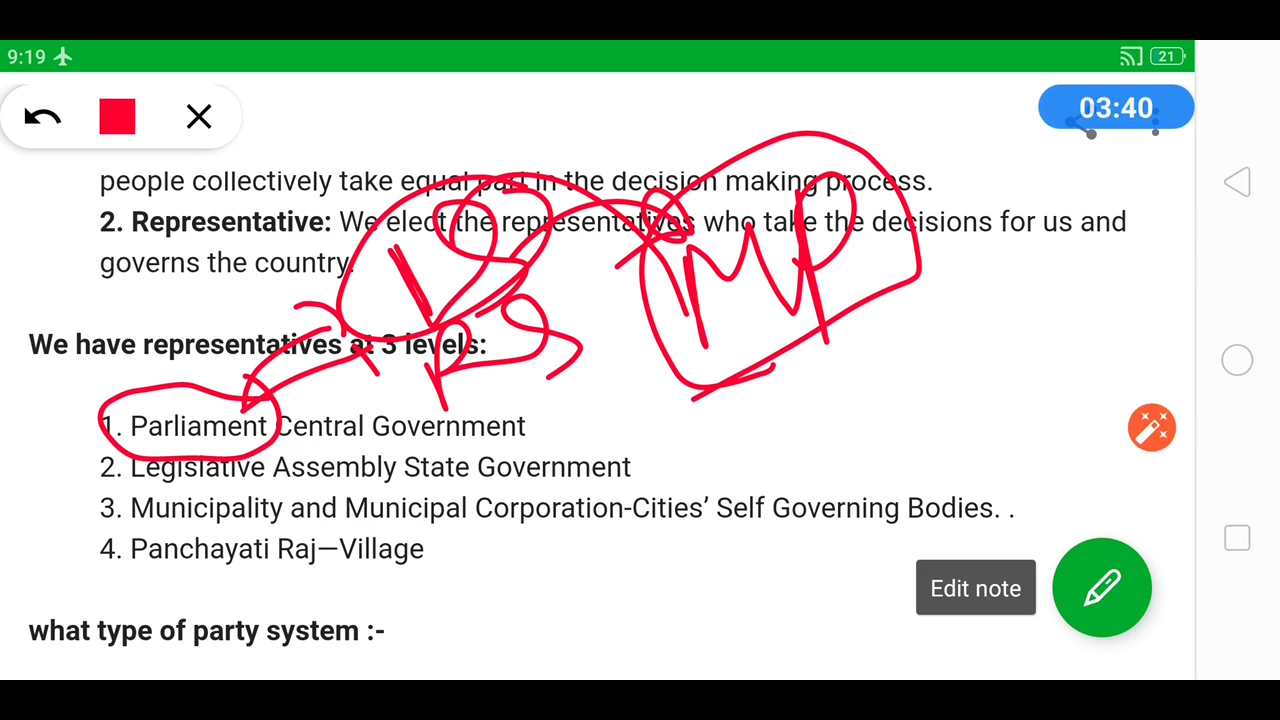 9:19
21
03:40
people collectively take equal part in the decision making process.
2. Representative: We elect the representatives who take the decisions for us and
governs the country.
LS
RS
MP
We have representatives at 3 levels:
1. Parliament Central Government
2. Legislative Assembly State Government
3. Municipality and Municipal Corporation-Cities’ Self Governing Bodies. .
4. Panchayati Raj—Village
Edit note
what type of party system :-